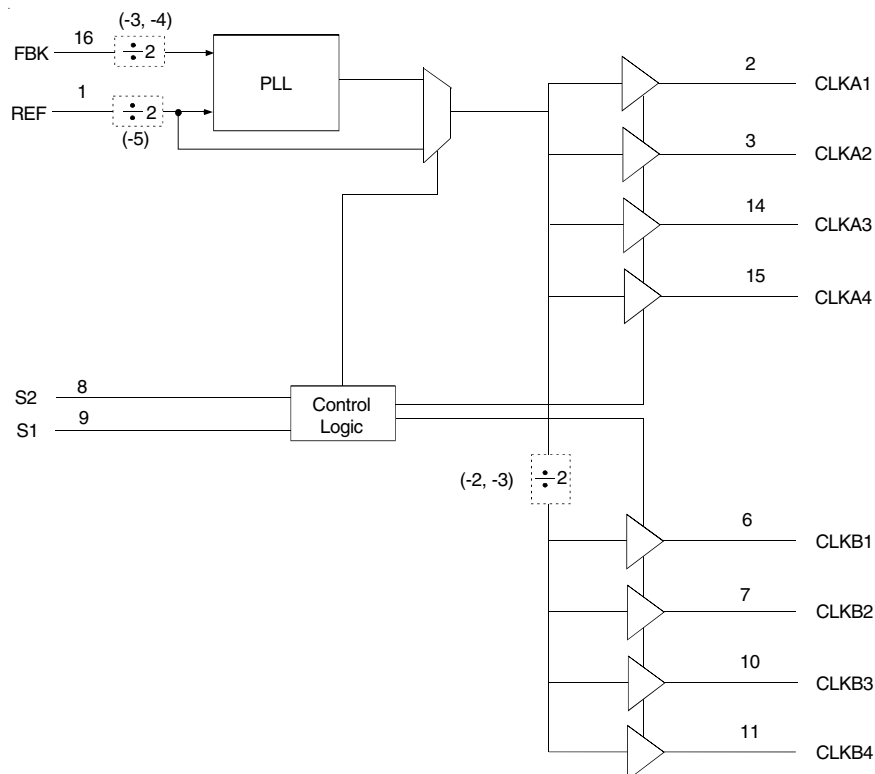 (-3, -4)
FBK 16 ÷2
PLL
REF 1 ÷2
(-5)
2 CLKA1
3 CLKA2
14 CLKA3
15 CLKA4
S2 8
S1 9
Control
Logic
(-2, -3) ÷2
6 CLKB1
7 CLKB2
10 CLKB3
11 CLKB4